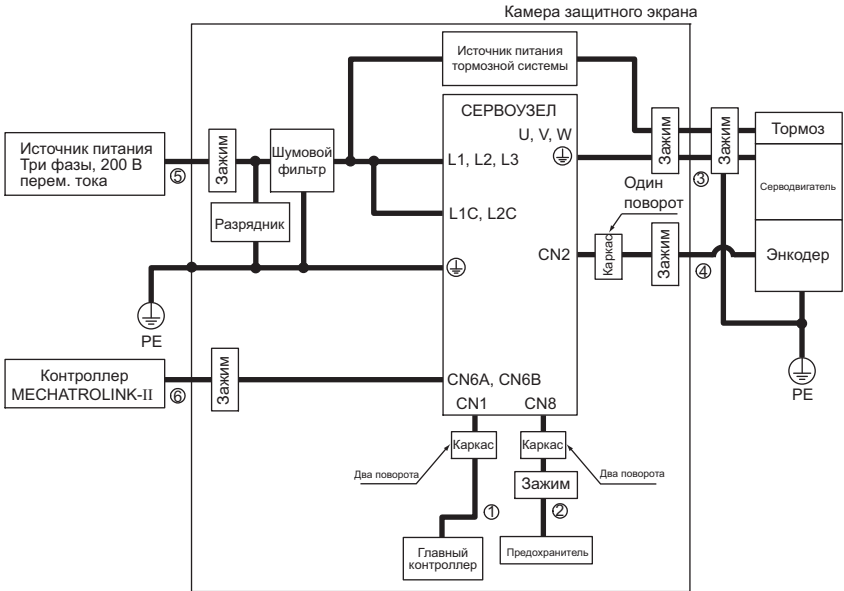 Камера защитного экрана
Источник питания
тормозной системы
СЕРВОУЗЕЛ
U, V, W
Зажим
Зажим
Тормоз
Источник питания
Три фазы, 200 В
перем. тока
⑤
Зажим
Шумовой
фильтр
L1, L2, L3
③
Серводвигатель
Один
поворот
Разрядник
L1C, L2C
CN2
Каркас
Зажим
④
Энкодер
PE
PE
Контроллер
MECHATROLINK-II
⑥
Зажим
CN6A, CN6B
CN1
CN8
Каркас
Каркас
Два поворота
Два поворота
Зажим
①
②
Главный
контроллер
Предохранитель